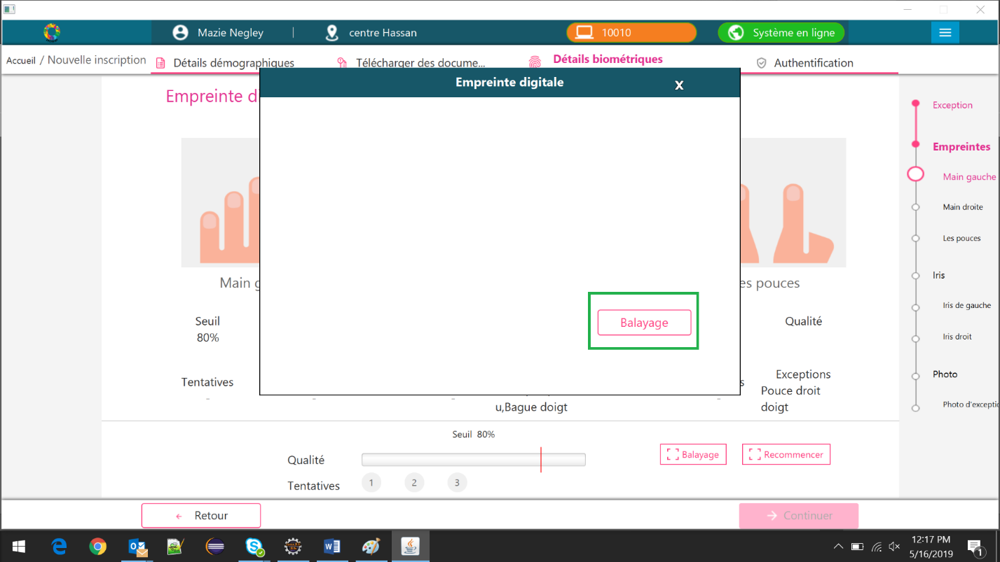 Mazie Negley | centre Hassan 10010 Système en ligne
Accueil / Nouvelle inscription Détails démographiques Télécharger des docume... Détails biométriques Authentification
Empreinte digitale X
Empreinte d
Exception
Empreintes
Main gauche
Main droite
Les pouces
Iris
Iris de gauche
Iris droit
Photo
Photo d'exceptio
Main g
es pouces
Balayage
Seuil
80%
Qualité
Tentatives
-
-
-
u,Bague doigt
s
-
Exceptions
Pouce droit
doigt
Seuil 80%
Qualité
Balayage Recommencer
Tentatives 1 2 3
← Retour → Continuer
12:17 PM
5/16/2019
1